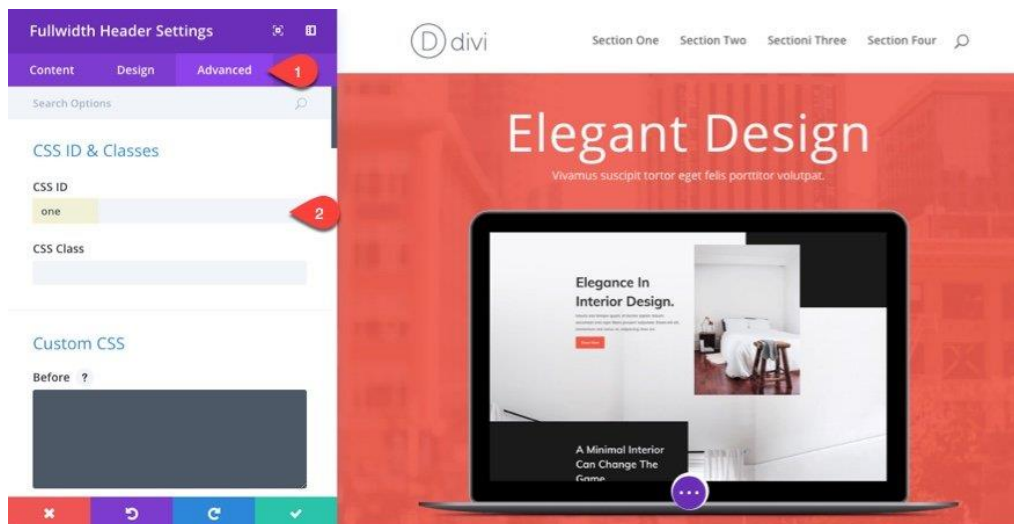 Fullwidth Header Settings
Content Design Advanced
1
Search Options
CSS ID & Classes
CSS ID
one
2
CSS Class
Custom CSS
Before ?
D divi
Section One Section Two Sectioni Three Section Four
Elegant Design
Vivamus suscipit tortor eget felis porttitor volutpat.
Elegance In
Interior Design.
A Minimal Interior
Can Change The
Game